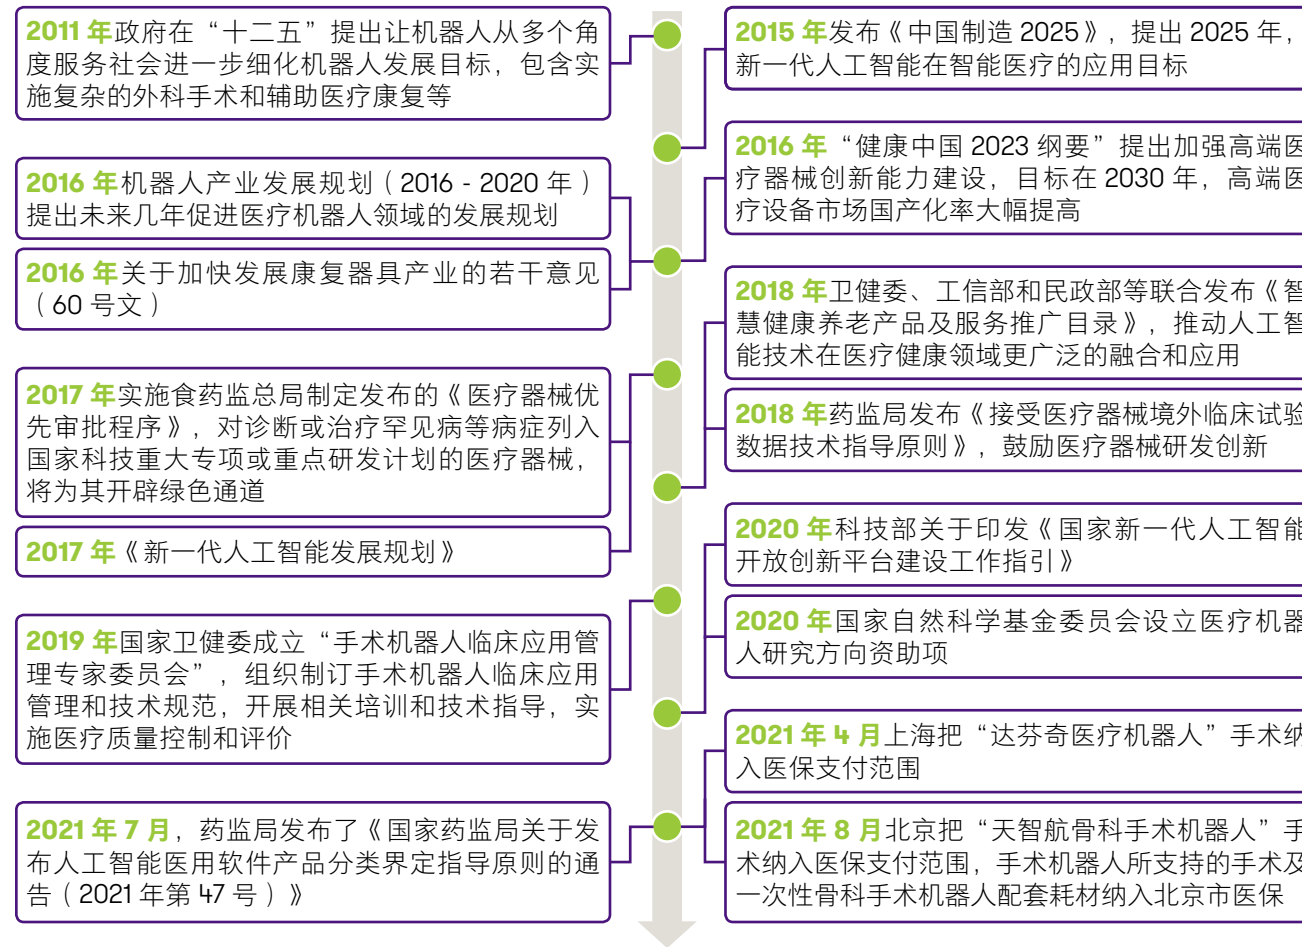 2011 年政府在“十二五”提出让机器人从多个角
度服务社会进一步细化机器人发展目标，包含实
施复杂的外科手术和辅助医疗康复等
2015 年发布《中国制造 2025》，提出 2025 年，
新一代人工智能在智能医疗的应用目标
2016 年“健康中国 2023 纲要”提出加强高端医
疗器械创新能力建设，目标在 2030 年，高端医
疗设备市场国产化率大幅提高
2016 年机器人产业发展规划（2016 - 2020 年）
提出未来几年促进医疗机器人领域的发展规划
2016 年关于加快发展康复器具产业的若干意见
（60 号文）
2017 年实施食药监总局制定发布的《医疗器械优
先审批程序》，对诊断或治疗罕见病等病症列入
国家科技重大专项或重点研发计划的医疗器械，
将为其开辟绿色通道
2017 年《新一代人工智能发展规划》
2018 年卫健委、工信部和民政部等联合发布《智
慧健康养老产品及服务推广目录》，推动人工智
能技术在医疗健康领域更广泛的融合和应用
2018 年药监局发布《接受医疗器械境外临床试验
数据技术指导原则》，鼓励医疗器械研发创新
2019 年国家卫健委成立“手术机器人临床应用管
理专家委员会”，组织制订手术机器人临床应用
管理和技术规范，开展相关培训和技术指导，实
施医疗质量控制和评价
2020 年科技部关于印发《国家新一代人工智能
开放创新平台建设工作指引》
2020 年国家自然科学基金委员会设立医疗机器
人研究方向资助项
2021 年 4 月上海把“达芬奇医疗机器人”手术纳
入医保支付范围
2021 年 7 月，药监局发布了《国家药监局关于发
布人工智能医用软件产品分类界定指导原则的通
告（2021 年第 47 号）》
2021 年 8 月北京把“天智航骨科手术机器人”手
术纳入医保支付范围，手术机器人所支持的手术及
一次性骨科手术机器人配套耗材纳入北京市医保